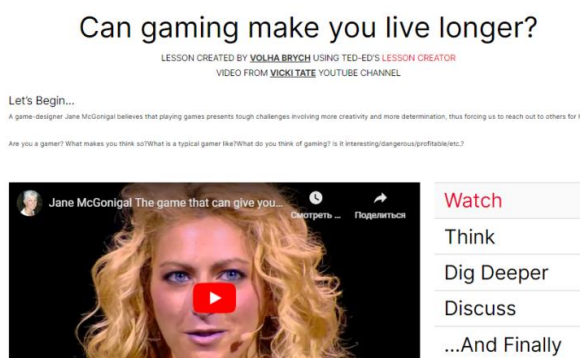 Can gaming make you live longer?
LESSON CREATED BY VOLHA BRYCH USING TED-ED'S LESSON CREATOR
VIDEO FROM VICKI TATE YOUTUBE CHANNEL
Let's Begin...
A game-designer Jane McGonigal believes that playing games presents tough challenges involving more creativity and more determination, thus forcing us to reach out to others for
Are you a gamer? What makes you think so?What is a typical gamer like?What do you think of gaming? Is it interesting/dangerous/profitable/etc.?
Jane McGonigal The game that can give you...
Смотреть ...
Поделиться
Watch
Think
Dig Deeper
Discuss
...And Finally